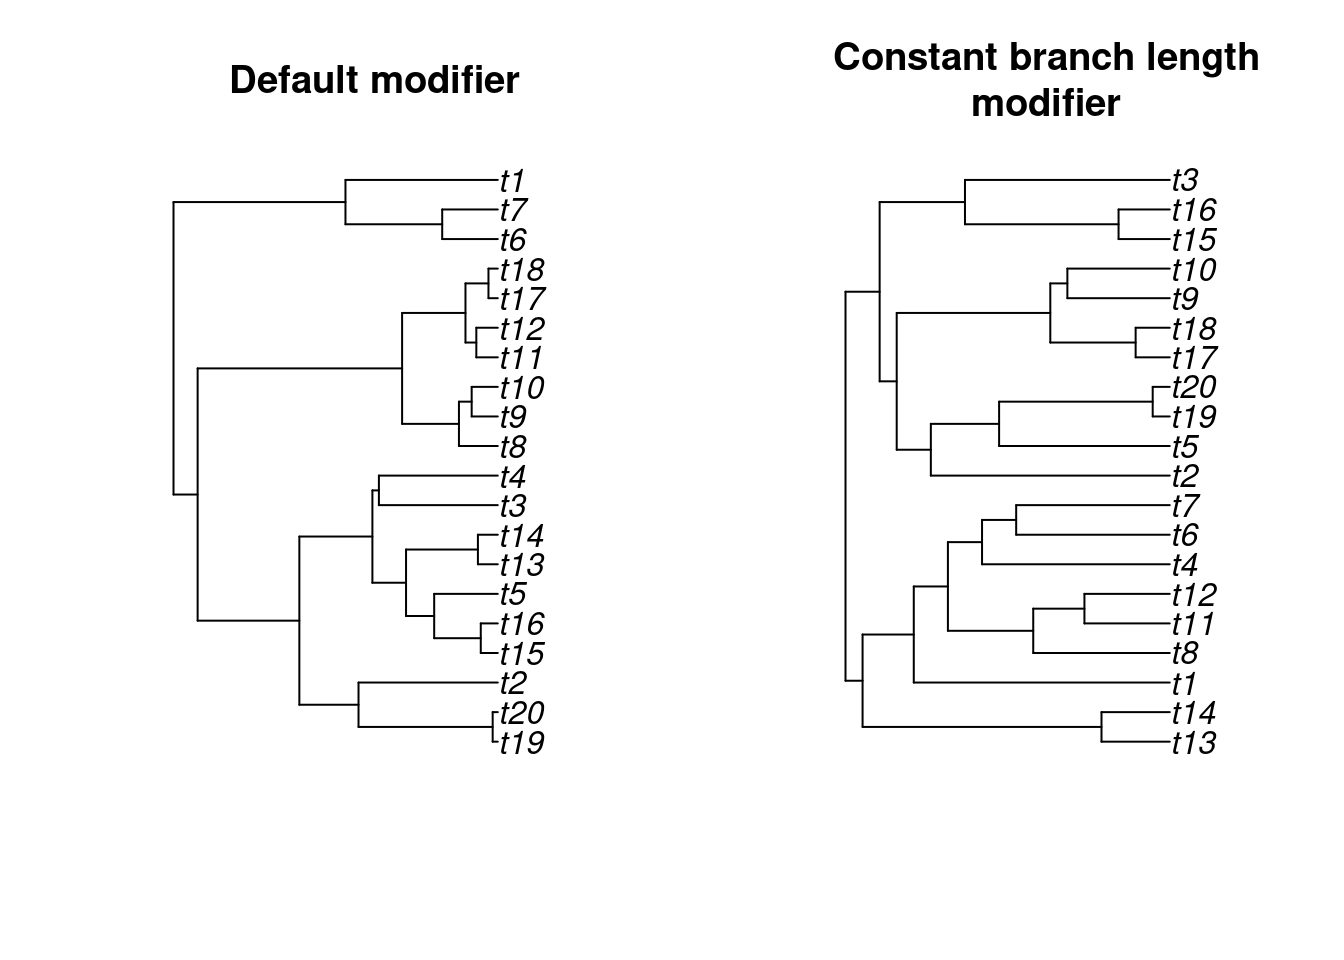 Default modifier
t1
t7
t6
t18
t17
t12
t11
t10
t9
t8
t4
t3
t14
t13
t5
t16
t15
t2
t20
t19
Constant branch length
modifier
t3
t16
t15
t10
t9
t18
t17
t20
t19
t5
t2
t7
t6
t4
t12
t11
t8
t1
t14
t13